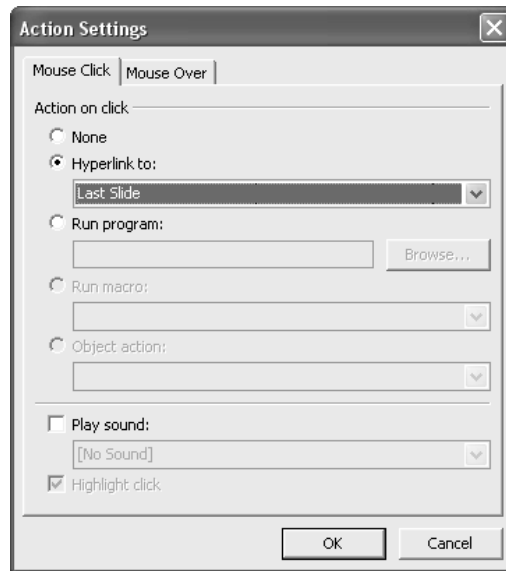 Action Settings
Mouse Click Mouse Over
Action on click
None
Hyperlink to:
Last Slide
Run program:
Browse...
Run macro:
Object action:
Play sound:
[No Sound]
Highlight click
OK Cancel